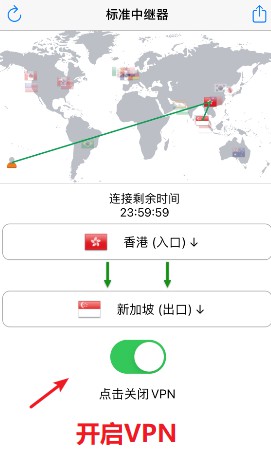 标准中继器
连接剩余时间
23:59:59
香港 (入口) ↓
新加坡 (出口) ↓
点击关闭 VPN
开启VPN